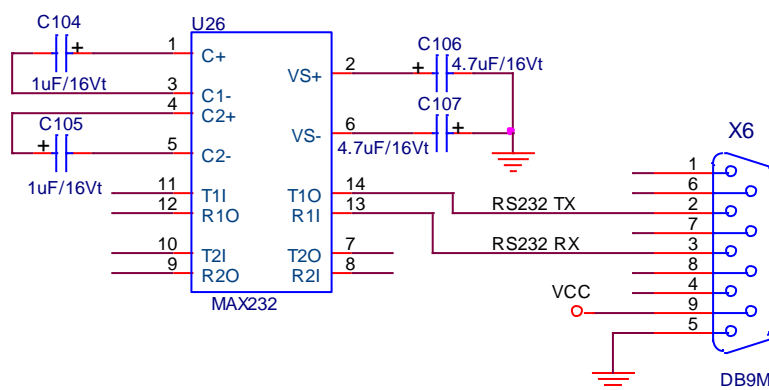 C104
+
1uF/16Vt
C105
+
1uF/16Vt
U26
1 C+
3 C1-
4 C2+
5 C2-
11 T1I
12 R1O
10 T2I
9 R2O
VS+ 2
VS- 6
T1O 14
R1I 13
T2O 7
R2I 8
MAX232
C106
+
4.7uF/16Vt
C107
+
4.7uF/16Vt
RS232 TX
RS232 RX
VCC
X6
1
6
2
7
3
8
4
9
5
DB9M